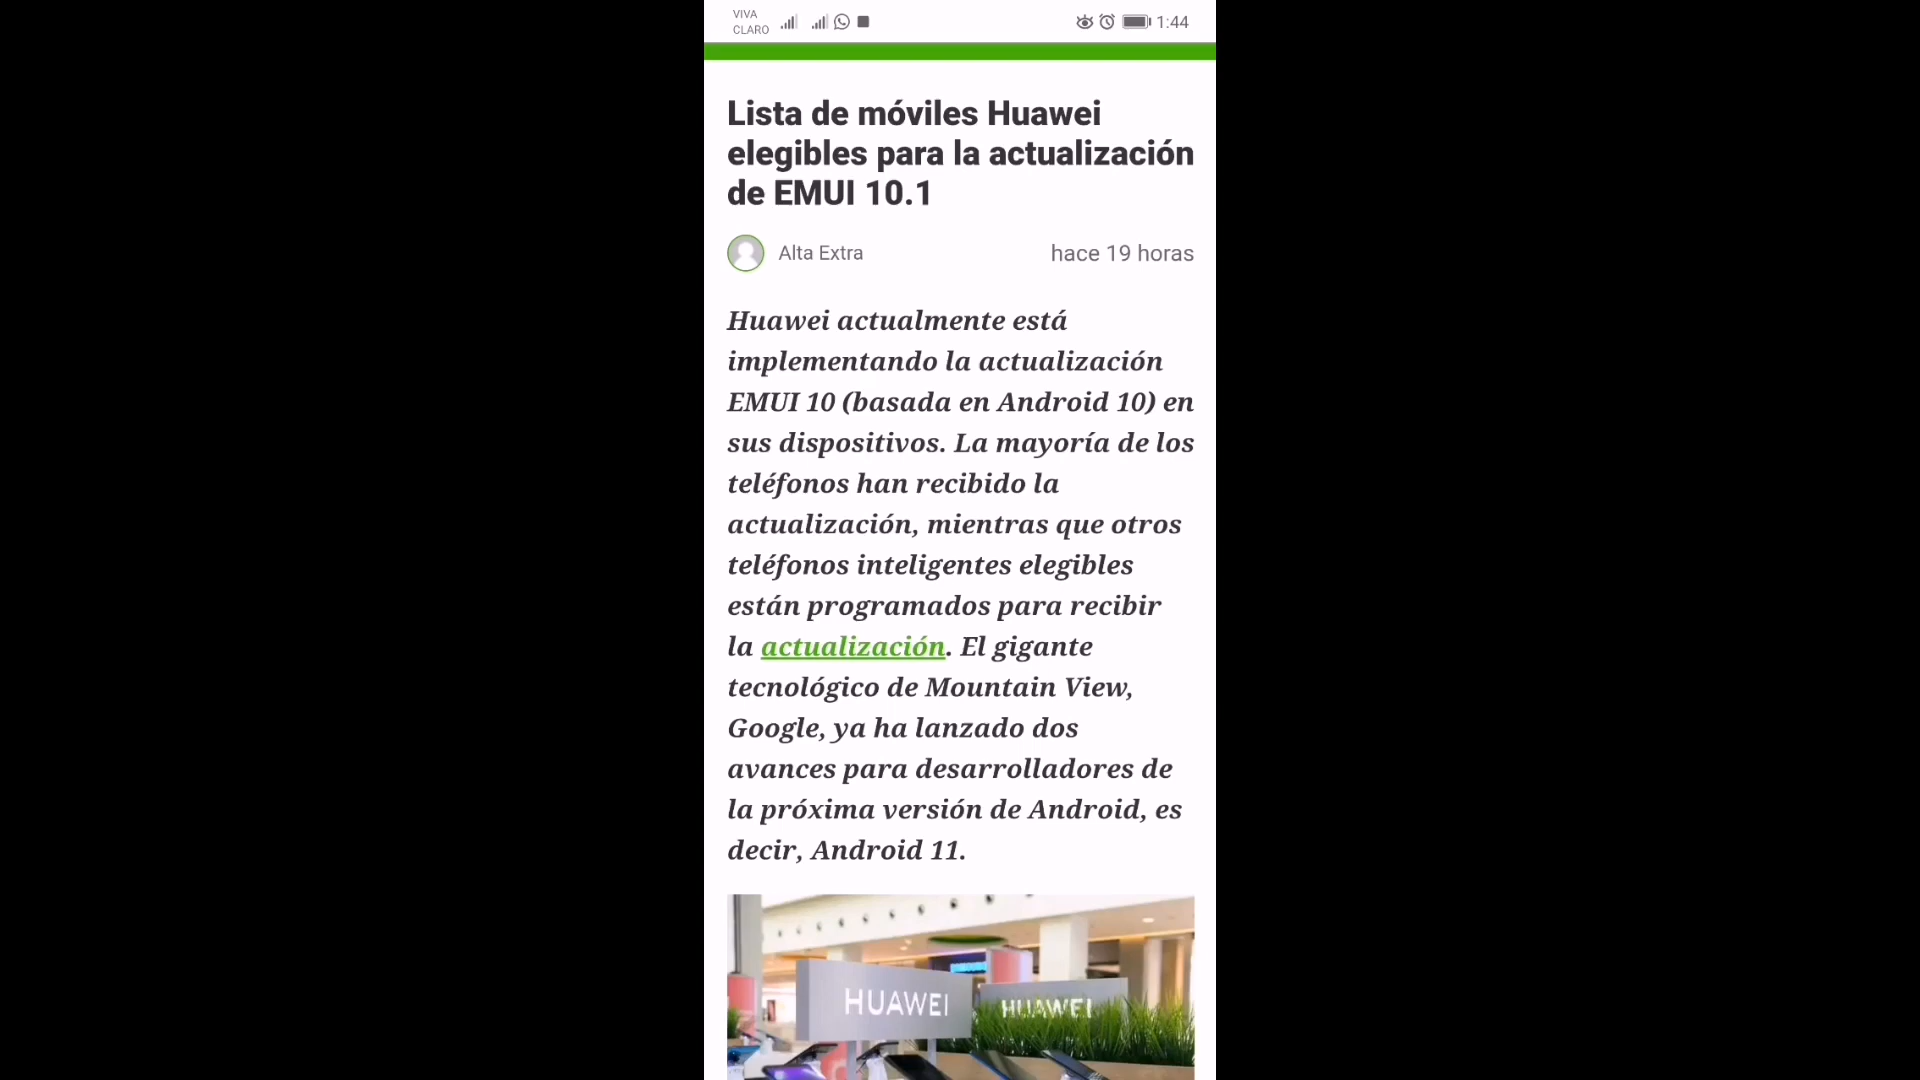 VIVA
CLARO
1:44
Lista de móviles Huawei
elegibles para la actualización
de EMUI 10.1
Alta Extra
hace 19 horas
Huawei actualmente está
implementando la actualización
EMUI 10 (basada en Android 10) en
sus dispositivos. La mayoría de los
teléfonos han recibido la
actualización, mientras que otros
teléfonos inteligentes elegibles
están programados para recibir
la actualización. El gigante
tecnológico de Mountain View,
Google, ya ha lanzado dos
avances para desarrolladores de
la próxima versión de Android, es
decir, Android 11.
HUAWEI
HUAWEI